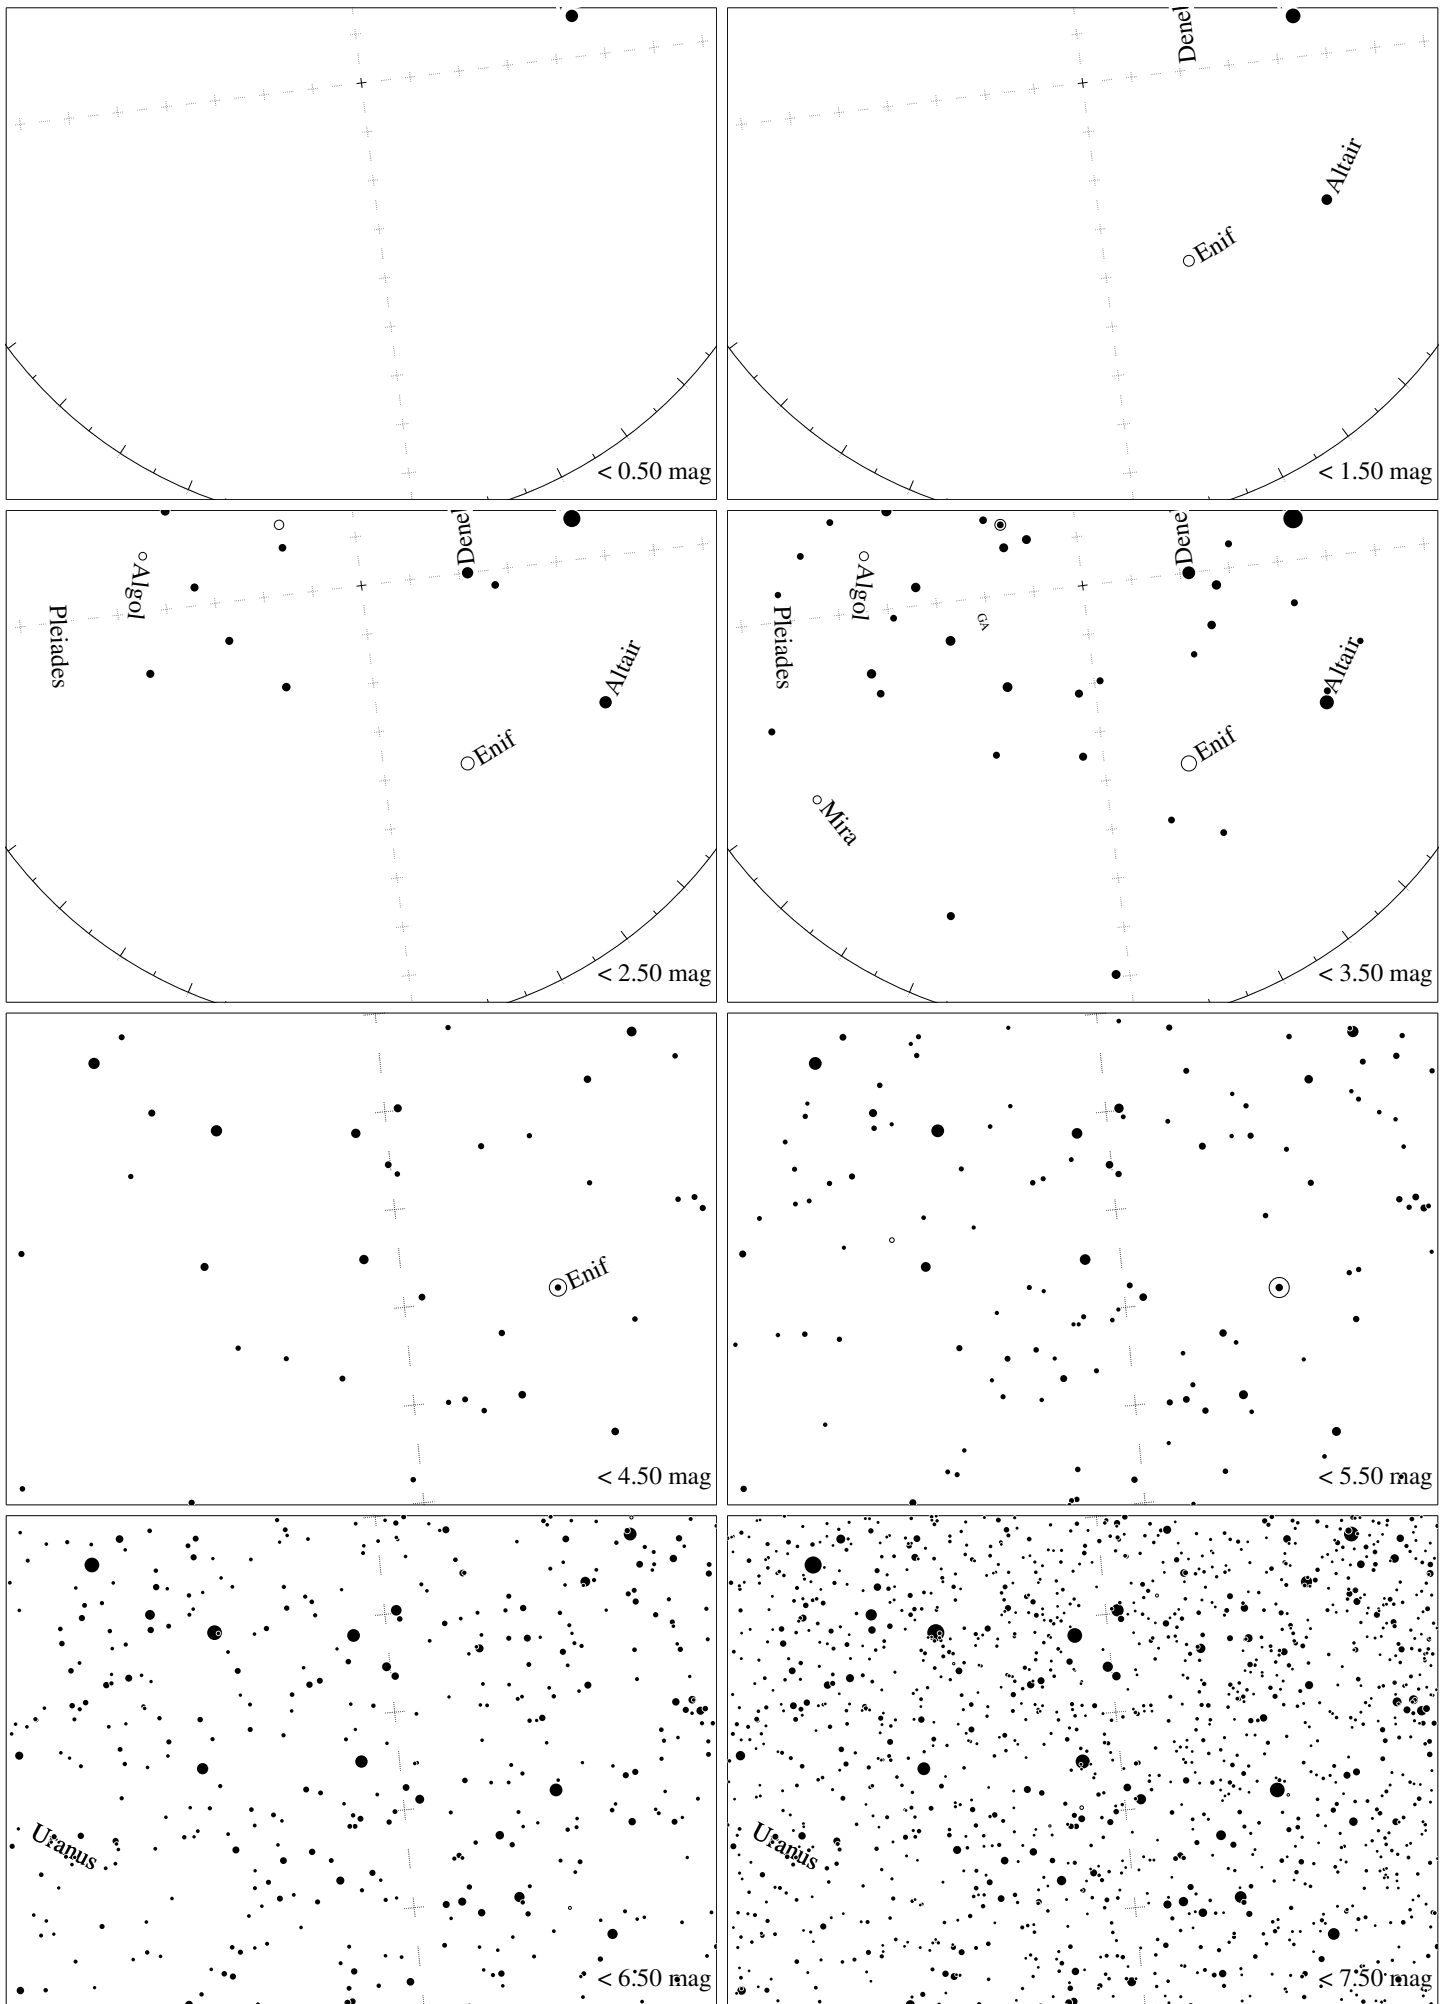 < 0.50 mag
Denel
Altair
Enif
< 1.50 mag
Denel
Algol
Pleiades
Altair
Enif
< 2.50 mag
Dene
Algol
GA
Pleiades
Altair
Enif
Mira
< 3.50 mag
Enif
< 4.50 mag
< 5.50 mag
Uranus
< 6.50 mag
Uranus
< 7.50 mag